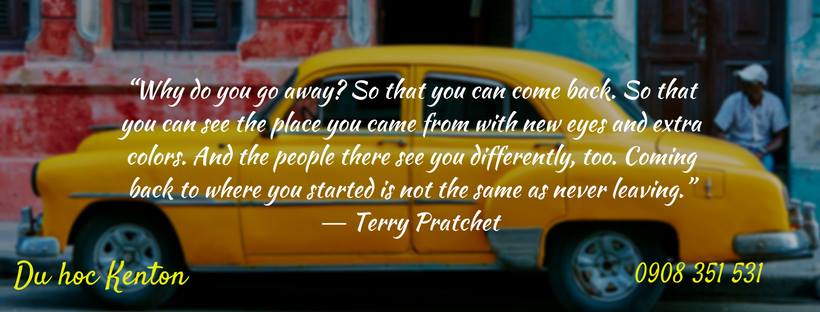 “Why do you go away? So that you can come back. So that
you can see the place you came from with new eyes and extra
colors. And the people there see you differently, too. Coming
back to where you started is not the same as never leaving.”
— Terry Pratchet
Du hoc Kenton
0908 351 531